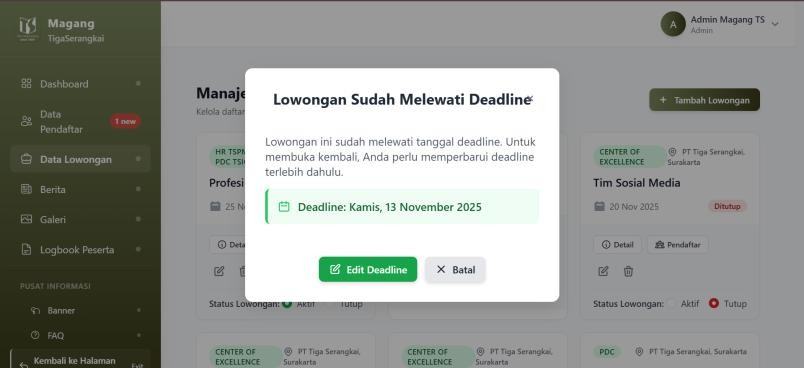 Magang
TigaSerangkai
Dashboard
Data
Pendaftar
1 new
Data Lowongan
Berita
Galeri
Logbook Peserta
PUSAT INFORMASI
Banner
FAQ
Kembali ke Halaman
Exit
A
Admin Magang TS
Admin
Manaje
Kelola daftar
+ Tambah Lowongan
HR TSPM
PDC TSIC
Profesi
25 N
Deta
Status Lowongan: Aktif Tutup
CENTER OF
EXCELLENCE
PT Tiga Serangkai,
Surakarta
Tim Sosial Media
20 Nov 2025
Ditutup
Detail
Pendaftar
Status Lowongan: Aktif Tutup
Lowongan Sudah Melewati Deadline
×
Lowongan ini sudah melewati tanggal deadline. Untuk
membuka kembali, Anda perlu memperbarui deadline
terlebih dahulu.
Deadline: Kamis, 13 November 2025
Edit Deadline
Batal
CENTER OF
EXCELLENCE
PT Tiga Serangkai,
Surakarta
CENTER OF
EXCELLENCE
PT Tiga Serangkai,
Surakarta
PDC
PT Tiga Serangkai, Surakarta